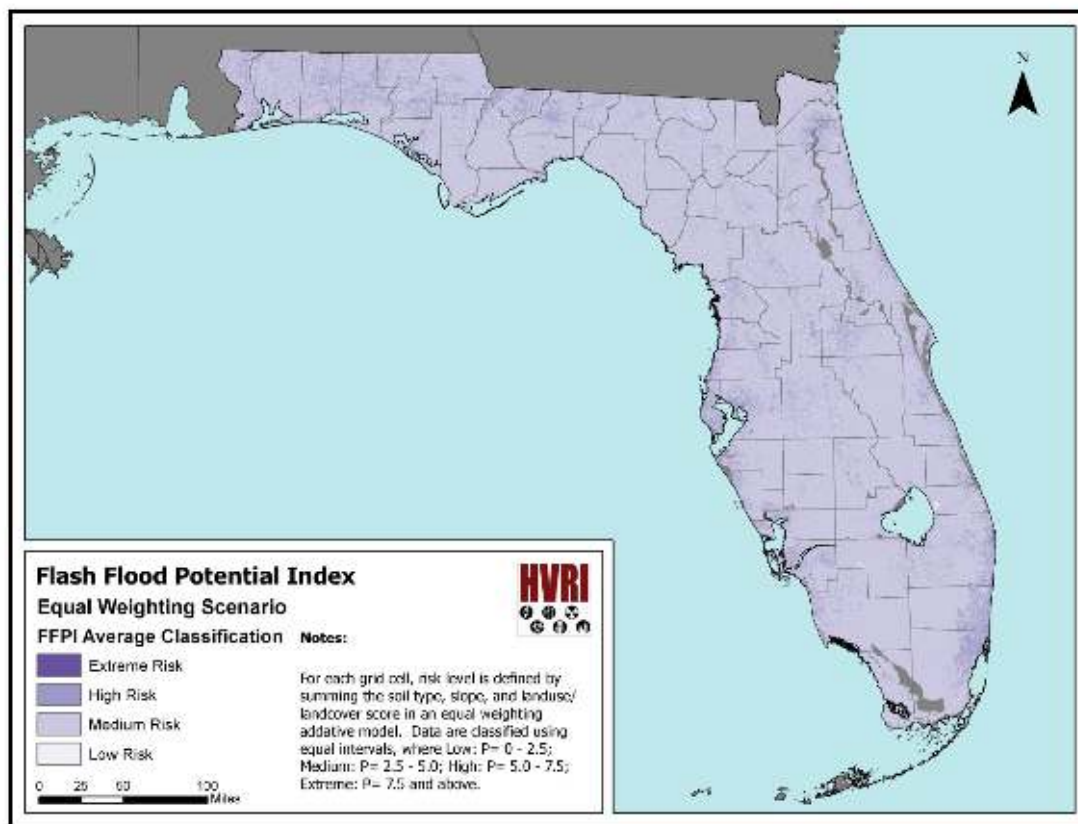 N
Flash Flood Potential Index
HVRI
Equal Weighting Scenario
FFPI Average Classification
Notes:
Extreme Risk
High Risk
Medium Risk
Low Risk
For each grid cell, risk level is defined by
summing the soil type, slope, and landuse/
landcover score in an equal weighting
addative model. Data are classified using
equal intervals, where Low: P= 0 - 2.5;
Medium: P= 2.5 - 5.0; High: P= 5.0 - 7.5;
Extreme: P= 7.5 and above.
0 25 50 100
Miles